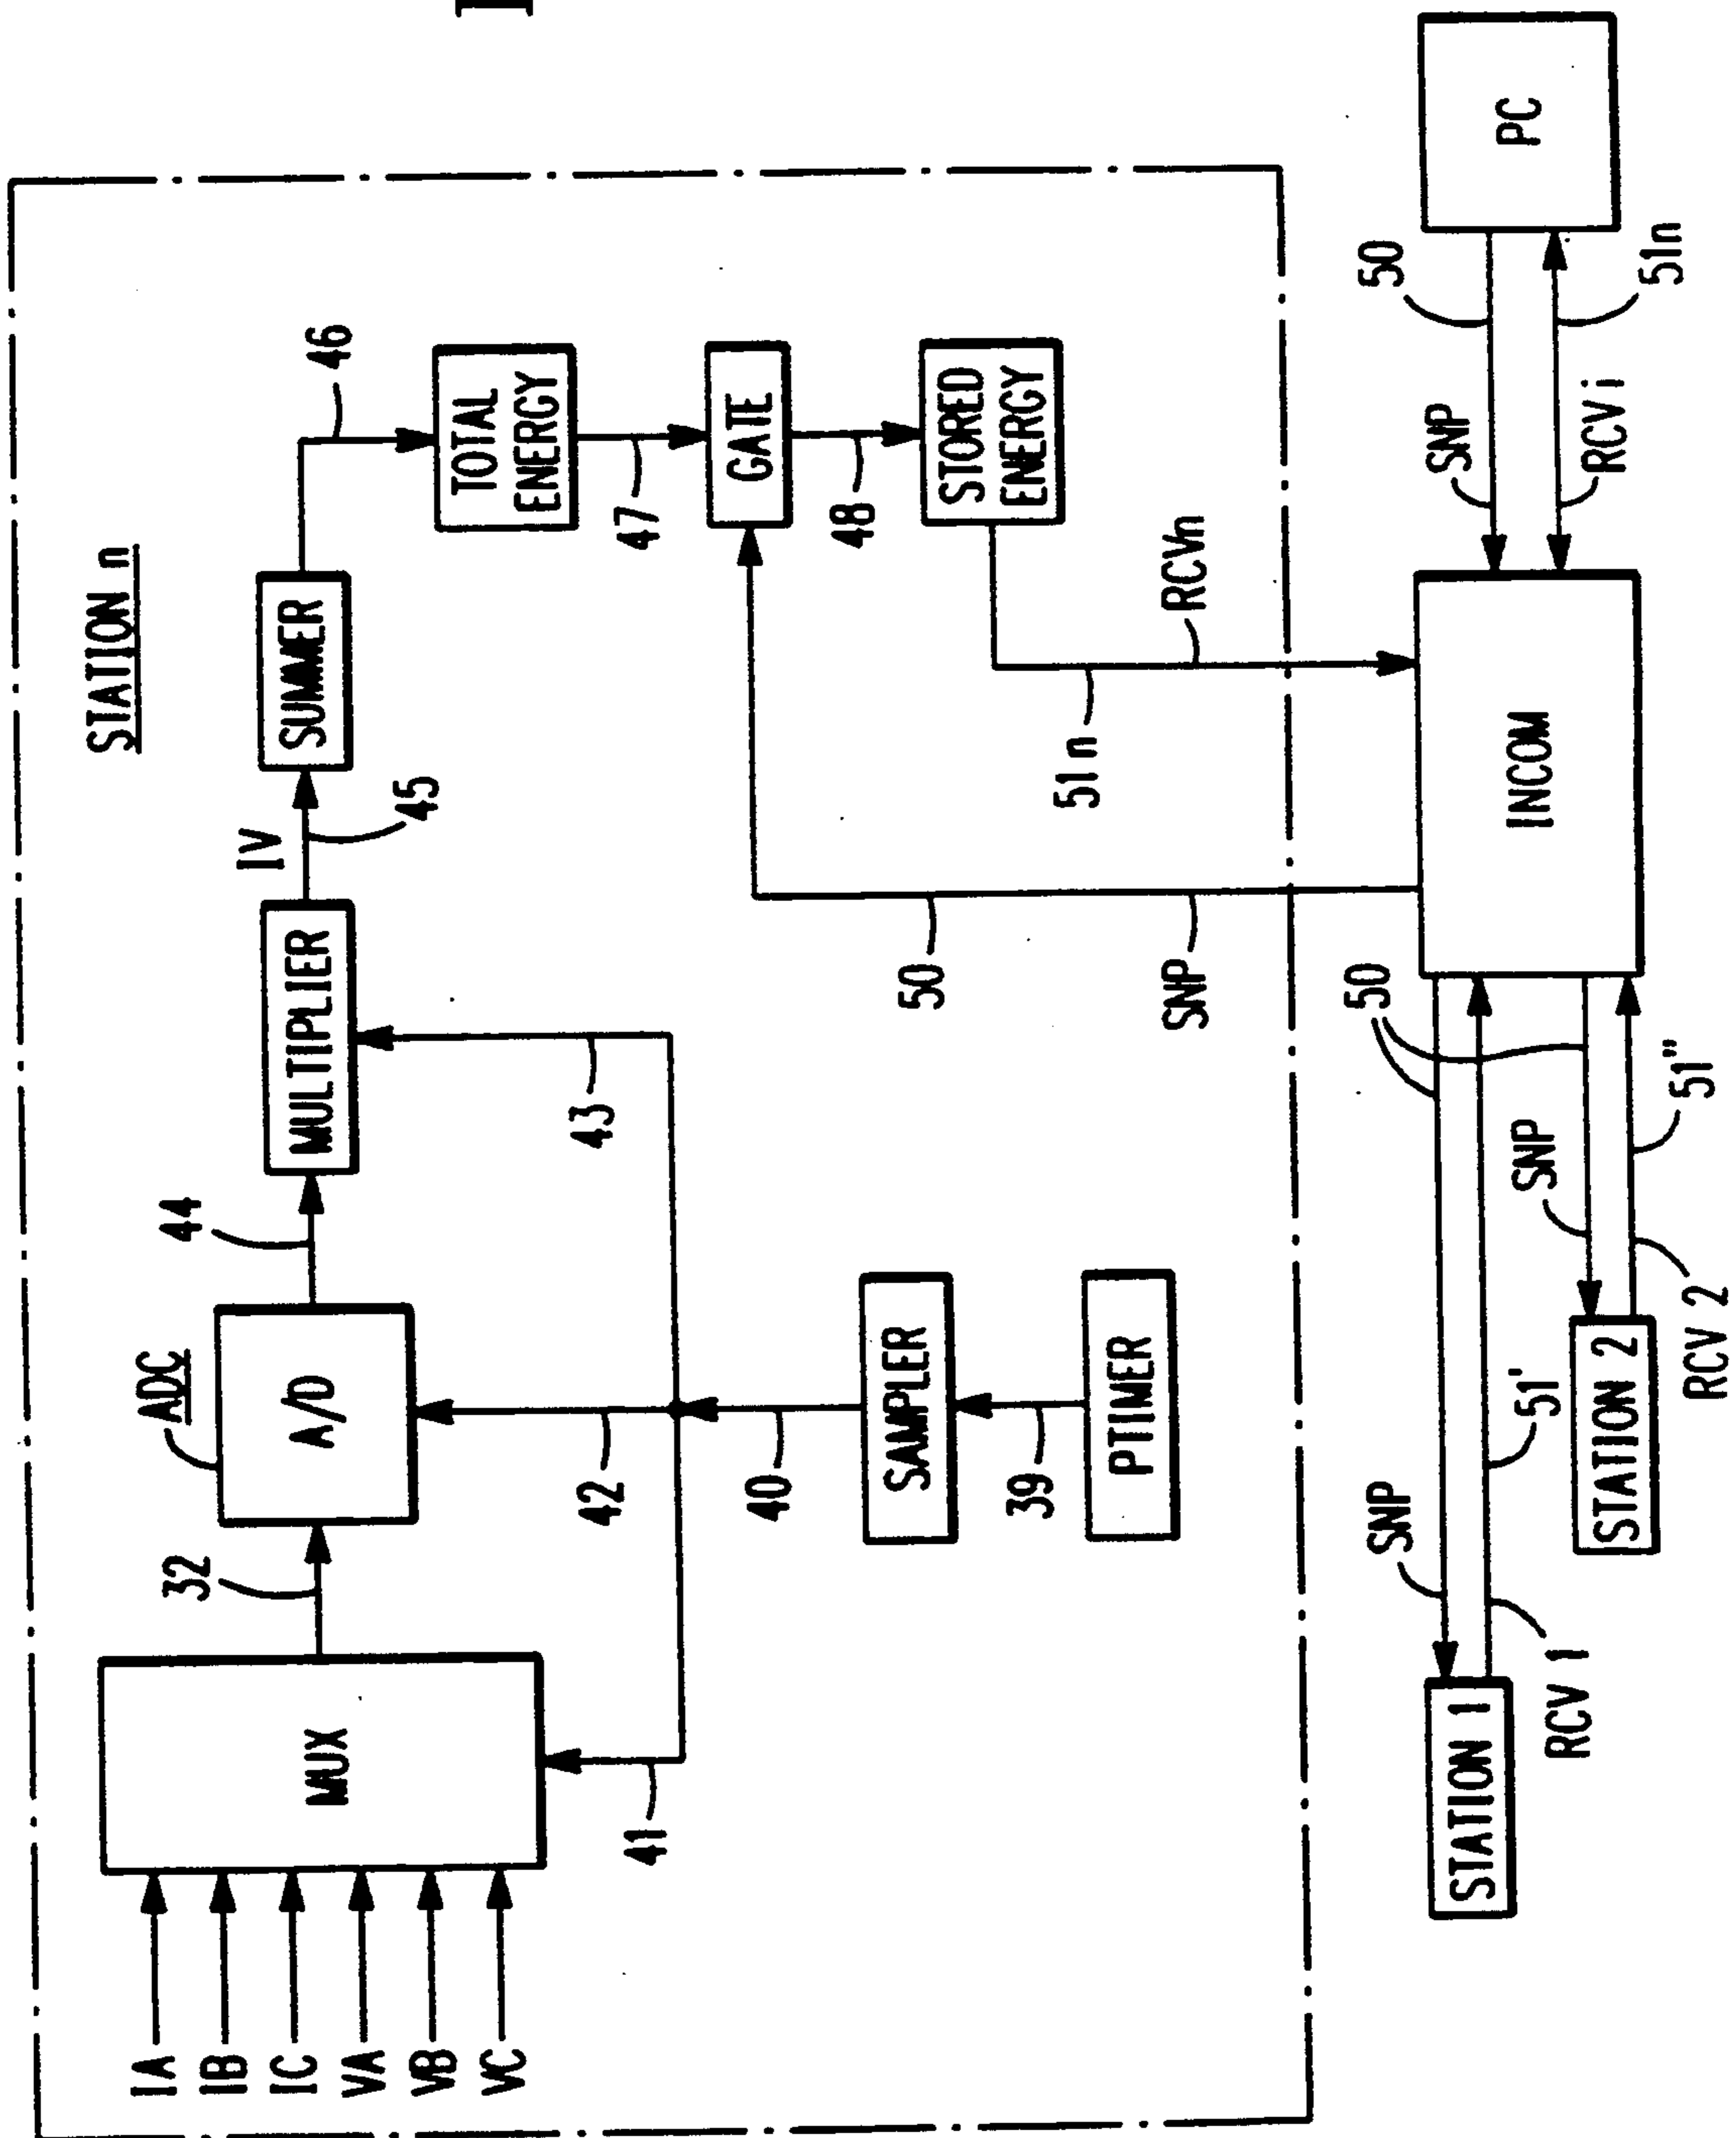 STATION n
IA
IB
IC
VA
VB
VC
MUX
32
ADC
A/D
44
MULTIPLIER
IV
45
SUMMER
46
TOTAL
ENERGY
47
GATE
48
STORED
ENERGY
41
42
43
40
SAMPLER
39
PTIMER
50
SNP
51n
RCVn
INCOM
PC
50
SNP
RCV i
51n
50
SNP
51'
RCV 1
STATION 1
SNP
51"
RCV 2
STATION 2